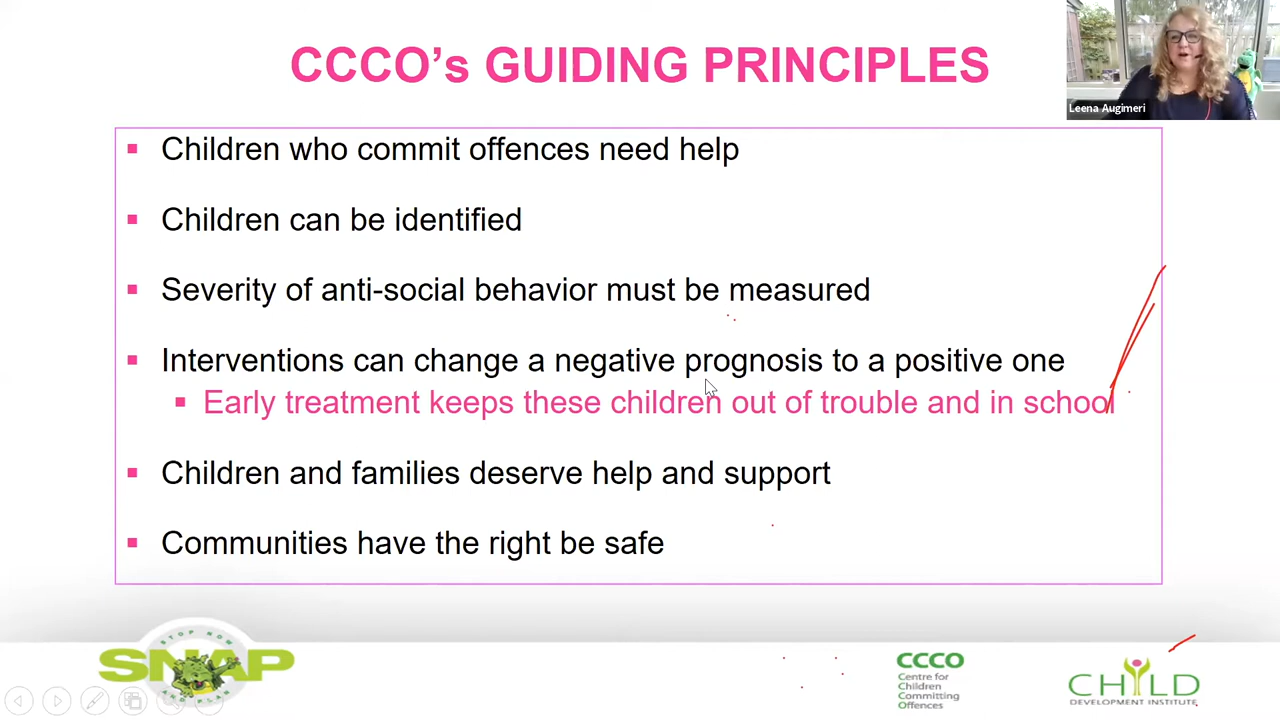 CCCO's GUIDING PRINCIPLES
Leena Augimeri
Children who commit offences need help
Children can be identified
Severity of anti-social behavior must be measured
Interventions can change a negative prognosis to a positive one
Early treatment keeps these children out of trouble and in school
Children and families deserve help and support
Communities have the right be safe
STOP NOW
SNAP
AND PLAN
CCCO
Centre for
Children
Committing
Offences
CHILD
DEVELOPMENT INSTITUTE